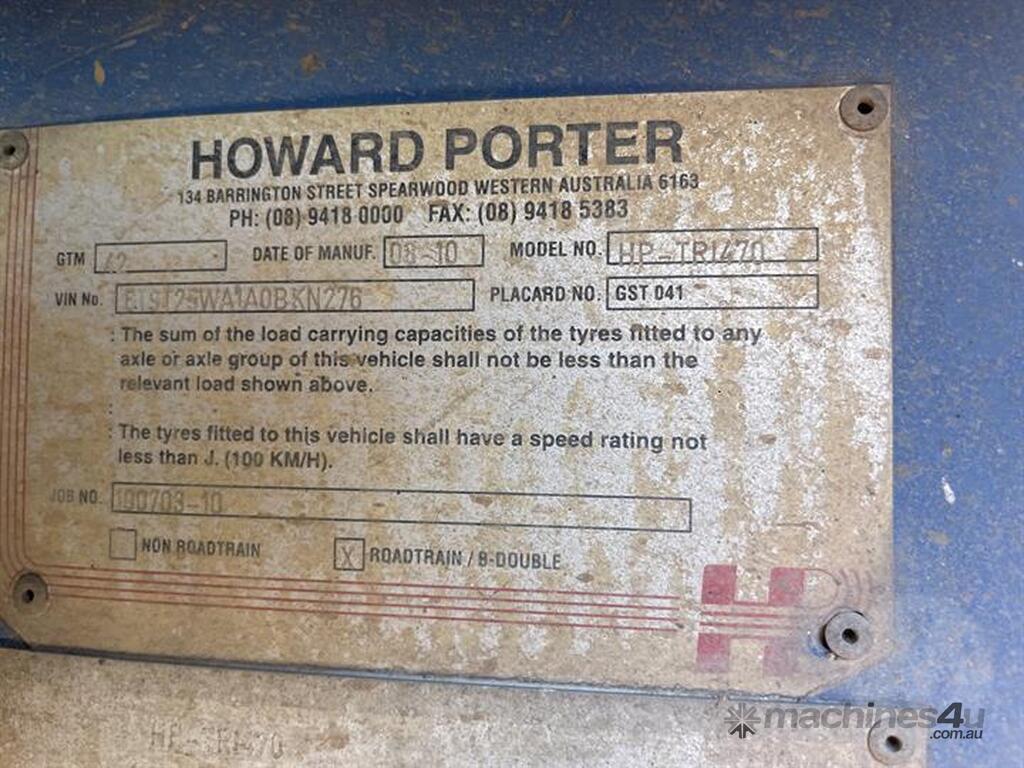 HOWARD PORTER
134 BARRINGTON STREET SPEARWOOD WESTERN AUSTRALIA 6163
PH: (08) 9418 0000 FAX: (08) 9418 5383
GTM 42 DATE OF MANUF. 08-10 MODEL NO. HP-TRI470
VIN No. PLACARD NO. GST 041
: The sum of the load carrying capacities of the tyres fitted to any
axle or axle group of this vehicle shall not be less than the
relevant load shown above.
: The tyres fitted to this vehicle shall have a speed rating not
less than J. (100 KM/H).
JOB NO. 100703-10
NON ROADTRAIN X ROADTRAIN / B-DOUBLE
H
HP-TRI470
machines4u
.com.au